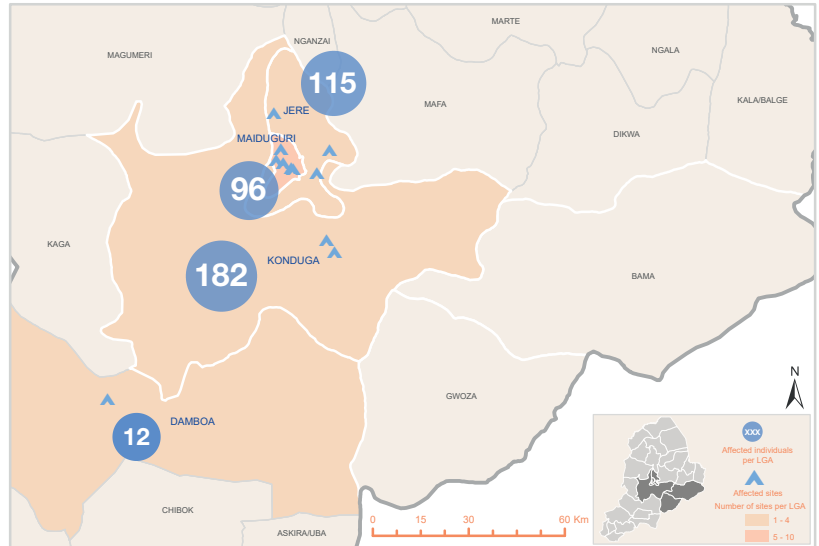 MARTE
NGANZAI
NGALA
MAGUMERI
115
KALA/BALGE
MAFA
JERE
DIKWA
MAIDUGURI
96
KAGA
KONDUGA
182
BAMA
N
GWOZA
DAMBOA
12
CHIBOK
ASKIRA/UBA
0 15 30 60 Km
xxx
Affected individuals
per LGA
Affected sites
Number of sites per LGA
1 - 4
5 - 10